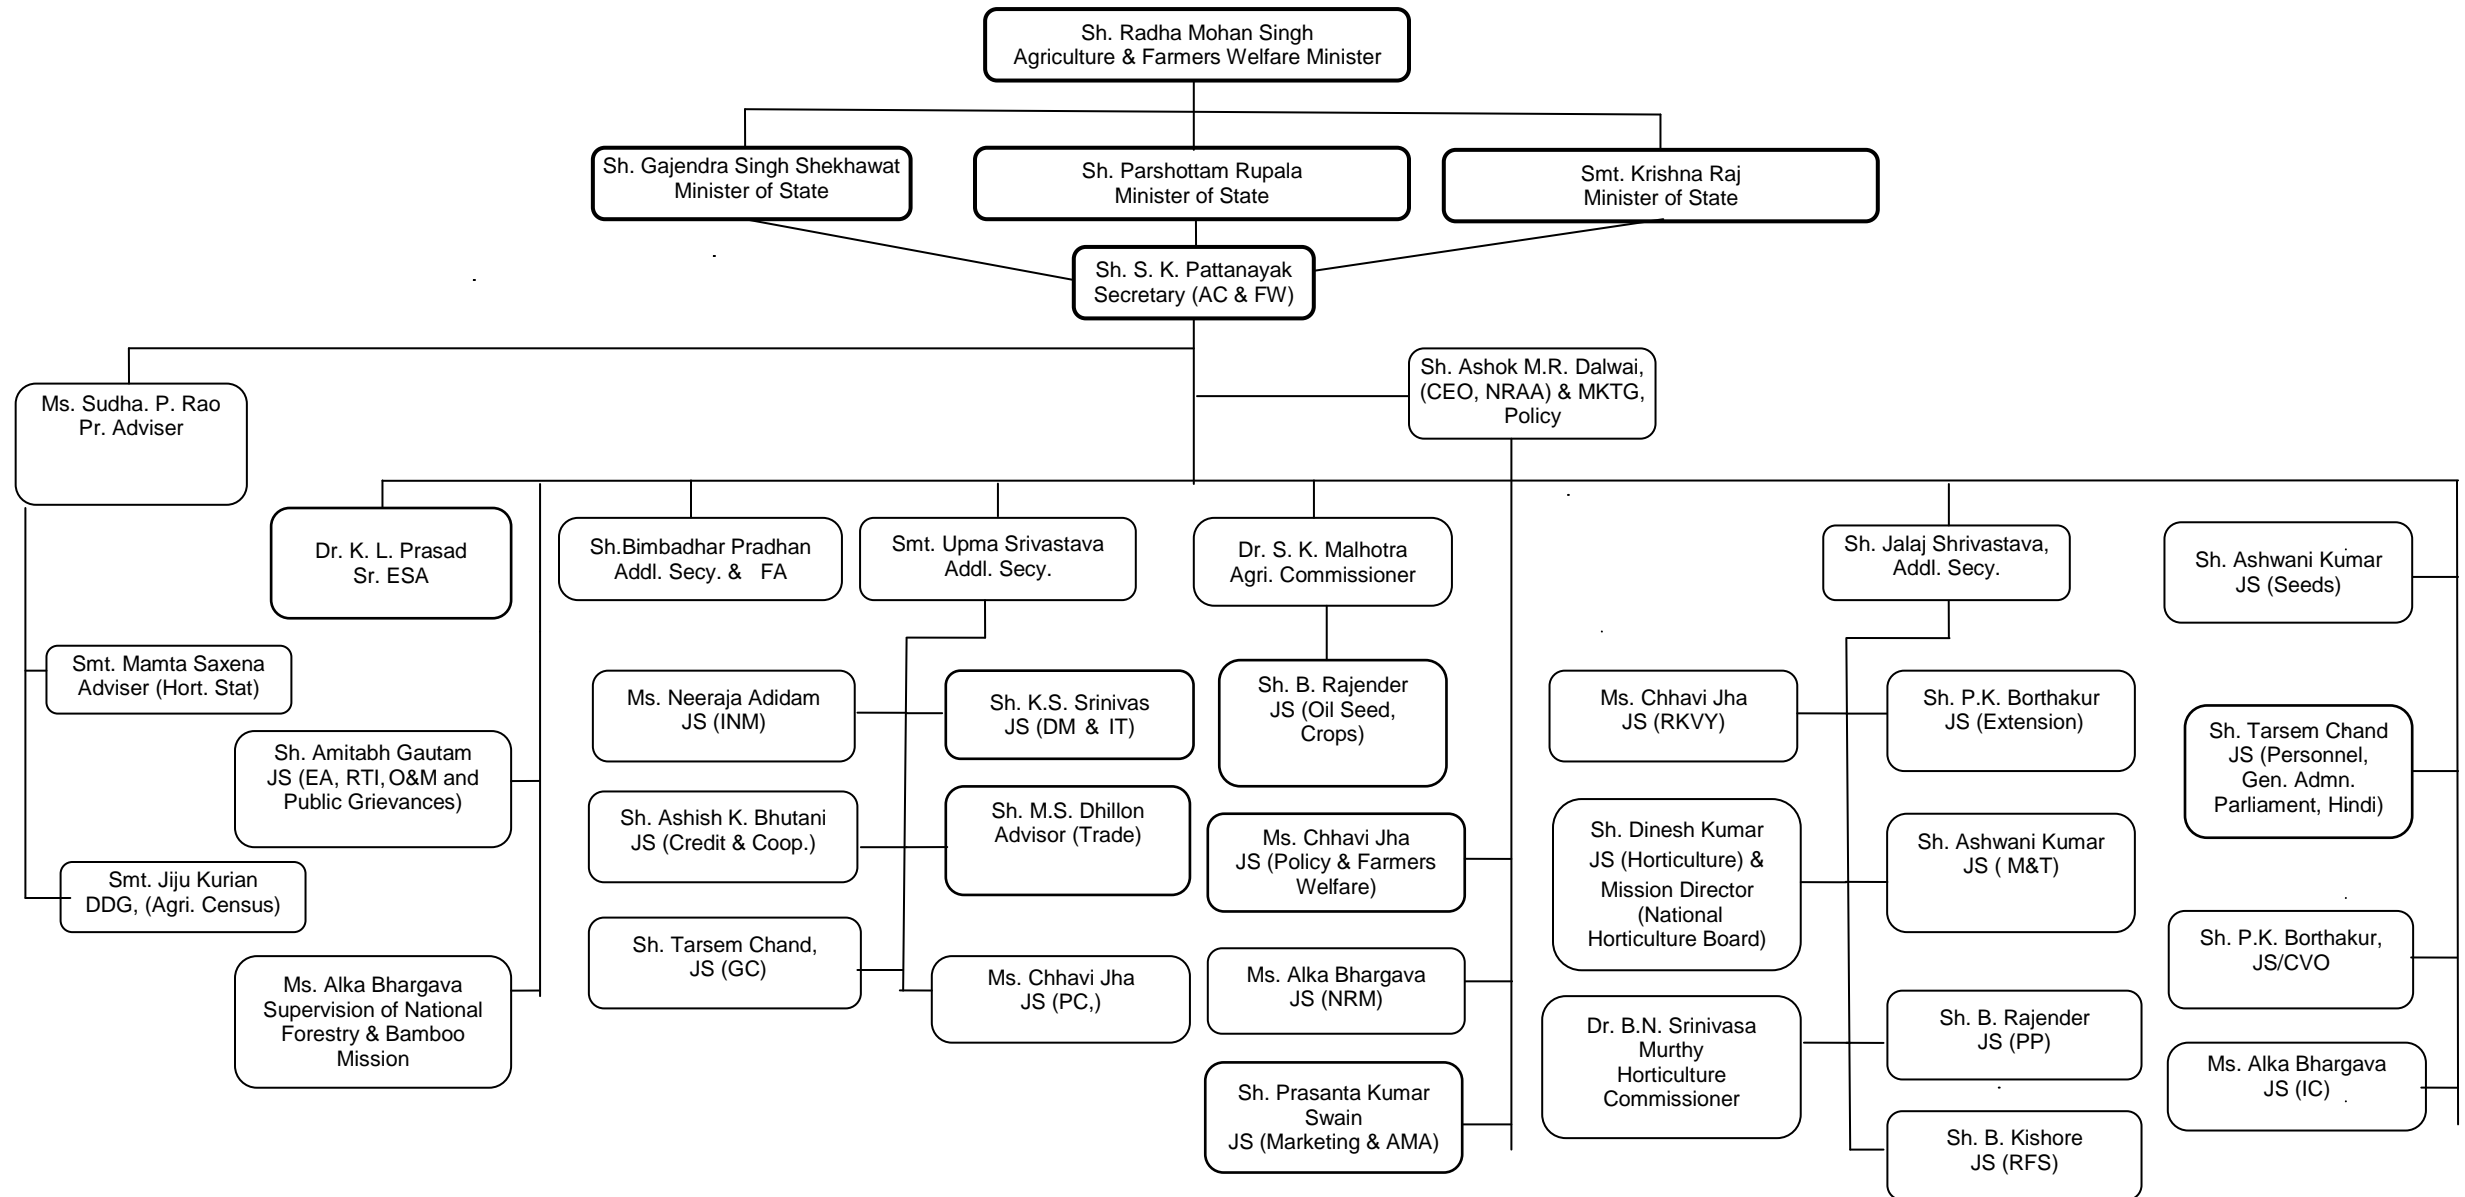 Sh. Radha Mohan Singh
Agriculture & Farmers Welfare Minister
Sh. Gajendra Singh Shekhawat
Minister of State
Sh. Parshottam Rupala
Minister of State
Smt. Krishna Raj
Minister of State
Sh. S. K. Pattanayak
Secretary (AC & FW)
Sh. Ashok M.R. Dalwai,
(CEO, NRAA) & MKTG,
Policy
Ms. Sudha. P. Rao
Pr. Adviser
Dr. K. L. Prasad
Sr. ESA
Sh.Bimbadhar Pradhan
Addl. Secy. & FA
Smt. Upma Srivastava
Addl. Secy.
Dr. S. K. Malhotra
Agri. Commissioner
Sh. Jalaj Shrivastava,
Addl. Secy.
Sh. Ashwani Kumar
JS (Seeds)
Smt. Mamta Saxena
Adviser (Hort. Stat)
Ms. Neeraja Adidam
JS (INM)
Sh. K.S. Srinivas
JS (DM & IT)
Sh. B. Rajender
JS (Oil Seed,
Crops)
Ms. Chhavi Jha
JS (RKVY)
Sh. P.K. Borthakur
JS (Extension)
Sh. Tarsem Chand
JS (Personnel,
Gen. Admn.
Parliament, Hindi)
Sh. Amitabh Gautam
JS (EA, RTI, O&M and
Public Grievances)
Sh. Ashish K. Bhutani
JS (Credit & Coop.)
Sh. M.S. Dhillon
Advisor (Trade)
Ms. Chhavi Jha
JS (Policy & Farmers
Welfare)
Sh. Dinesh Kumar
JS (Horticulture) &
Mission Director
(National
Horticulture Board)
Sh. Ashwani Kumar
JS ( M&T)
Smt. Jiju Kurian
DDG, (Agri. Census)
Sh. Tarsem Chand,
JS (GC)
Ms. Chhavi Jha
JS (PC,)
Ms. Alka Bhargava
JS (NRM)
Sh. P.K. Borthakur,
JS/CVO
Ms. Alka Bhargava
Supervision of National
Forestry & Bamboo
Mission
Sh. Prasanta Kumar
Swain
JS (Marketing & AMA)
Dr. B.N. Srinivasa
Murthy
Horticulture
Commissioner
Sh. B. Rajender
JS (PP)
Ms. Alka Bhargava
JS (IC)
Sh. B. Kishore
JS (RFS)